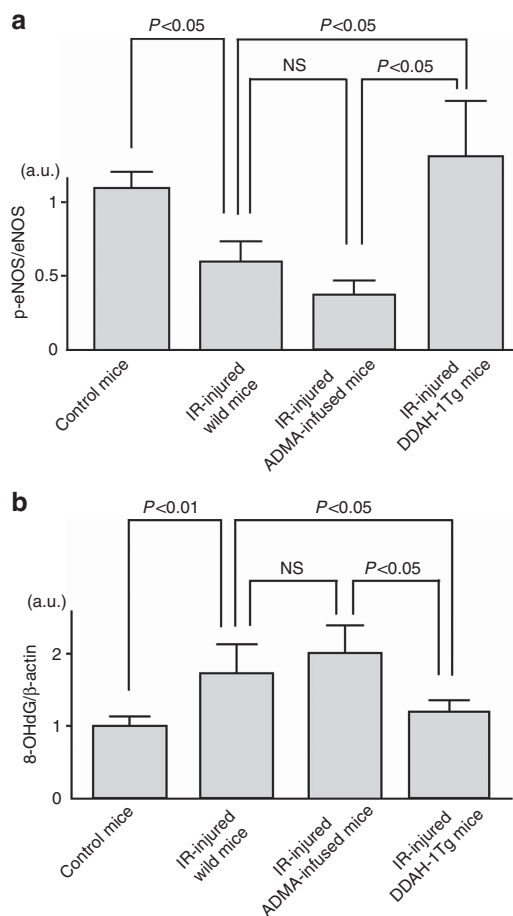 a
P<0.05
P<0.05
NS
P<0.05
(a.u.)
p-eNOS/eNOS
1
0.5
0
Control mice
IR-injured
wild mice
IR-injured
ADMA-infused mice
IR-injured
DDAH-1Tg mice
b
P<0.01
P<0.05
NS
P<0.05
(a.u.)
8-OHdG/β-actin
2
1
0
Control mice
IR-injured
wild mice
IR-injured
ADMA-infused mice
IR-injured
DDAH-1Tg mice